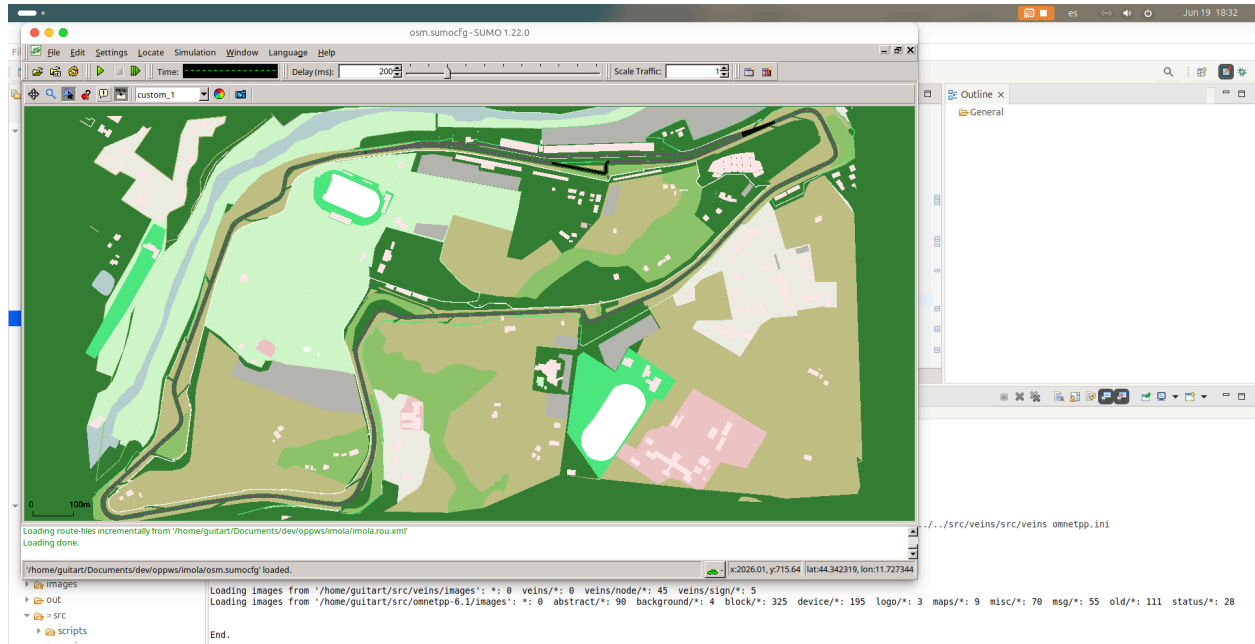 es
Jun 19 18:32
osm.sumocfg - SUMO 1.22.0
File Edit Settings Locate Simulation Window Language Help
Time:
Delay (ms): 200
Scale Traffic: 1
custom_1
Outline
General
0 100m
Loading route-files incrementally from '/home/guitart/Documents/dev/oppws/imola/imola.rou.xml'
Loading done.
../../src/veins/src/veins omnetpp.ini
'/home/guitart/Documents/dev/oppws/imola/osm.sumocfg' loaded.
x:2026.01, y:715.64
lat:44.342319, lon:11.727344
images
out
> src
scripts
Loading images from '/home/guitart/src/veins/images': *: 0 veins/*: 0 veins/node/*: 45 veins/sign/*: 5
Loading images from '/home/guitart/src/omnetpp-6.1/images': *: 0 abstract/*: 90 background/*: 4 block/*: 325 device/*: 195 logo/*: 3 maps/*: 9 misc/*: 70 msg/*: 55 old/*: 111 status/*: 28
End.